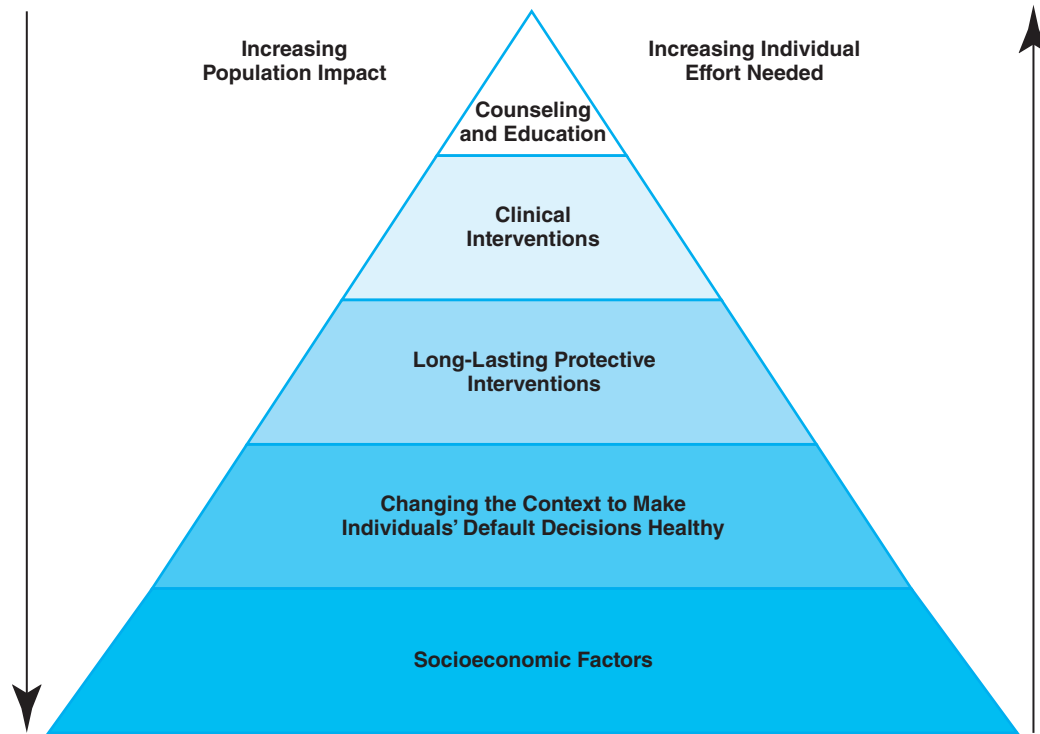 Increasing
Population Impact
Increasing Individual
Effort Needed
Counseling
and Education
Clinical
Interventions
Long-Lasting Protective
Interventions
Changing the Context to Make
Individuals’ Default Decisions Healthy
Socioeconomic Factors